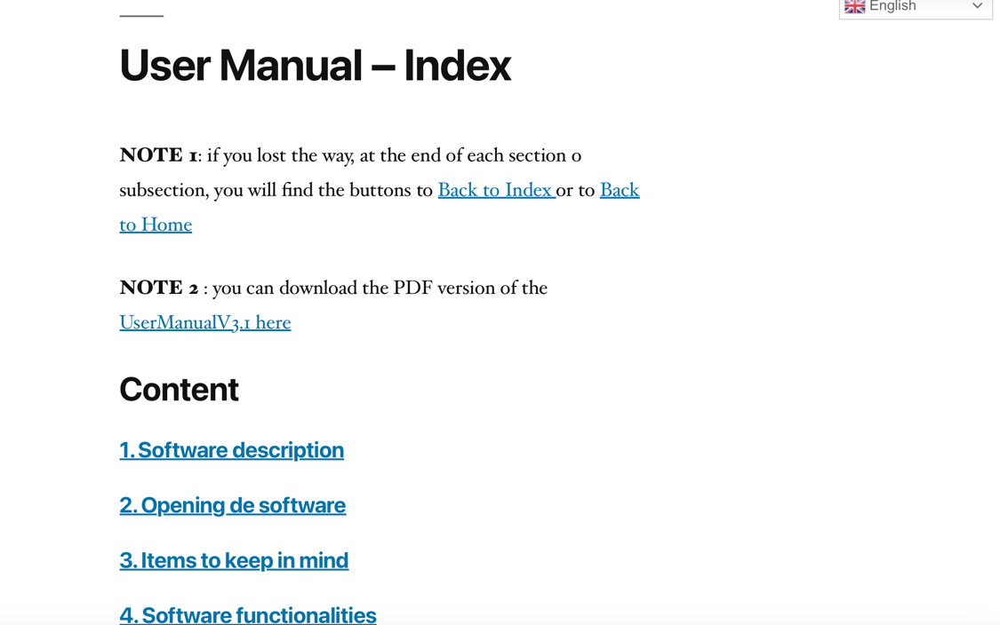 English
User Manual – Index
NOTE 1: if you lost the way, at the end of each section o
subsection, you will find the buttons to Back to Index or to Back
to Home
NOTE 2 : you can download the PDF version of the
UserManualV3.1 here
Content
1. Software description
2. Opening de software
3. Items to keep in mind
4. Software functionalities